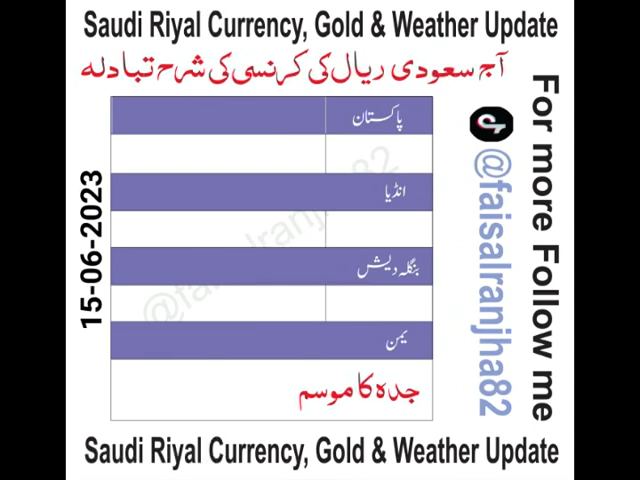 Saudi Riyal Currency, Gold & Weather Update
آج سعودی ریال کی کرنسی کی شرح تبادلہ
پاکستان
انڈیا
بنگلہ دیش
یمن
جدہ کا موسم
15-06-2023
@faisalranjha82
For more Follow me
@faisalranjha82
Saudi Riyal Currency, Gold & Weather Update